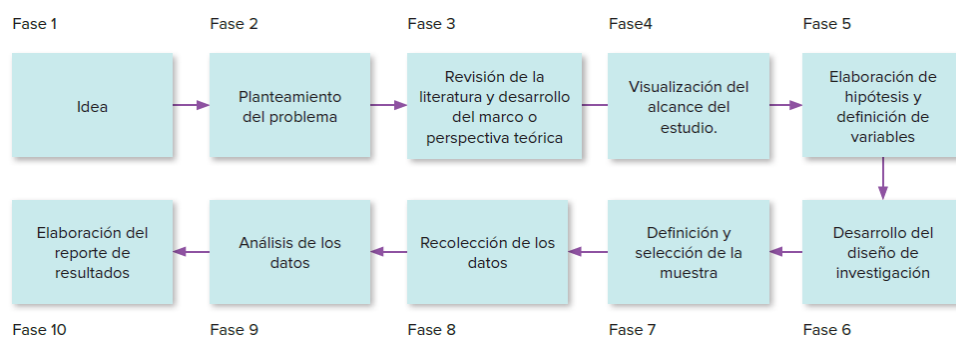 Fase 1
Fase 2
Fase 3
Fase4
Fase 5
Idea
Planteamiento
del problema
Revisión de la
literatura y desarrollo
del marco o
perspectiva teórica
Visualización del
alcance del
estudio.
Elaboración de
hipótesis y
definición de
variables
Elaboración del
reporte de
resultados
Análisis de los
datos
Recolección de los
datos
Definición y
selección de la
muestra
Desarrollo del
diseño de
investigación
Fase 10
Fase 9
Fase 8
Fase 7
Fase 6